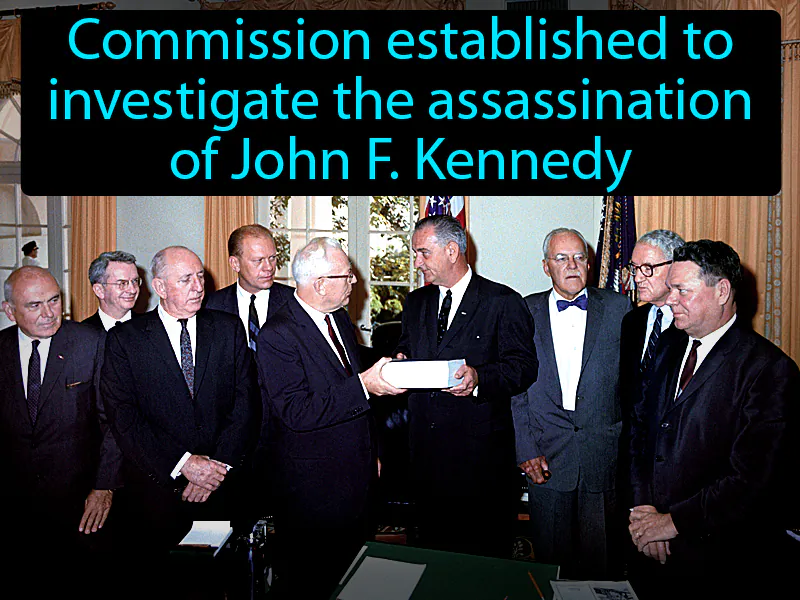 Commission established to
investigate the assassination
of John F. Kennedy